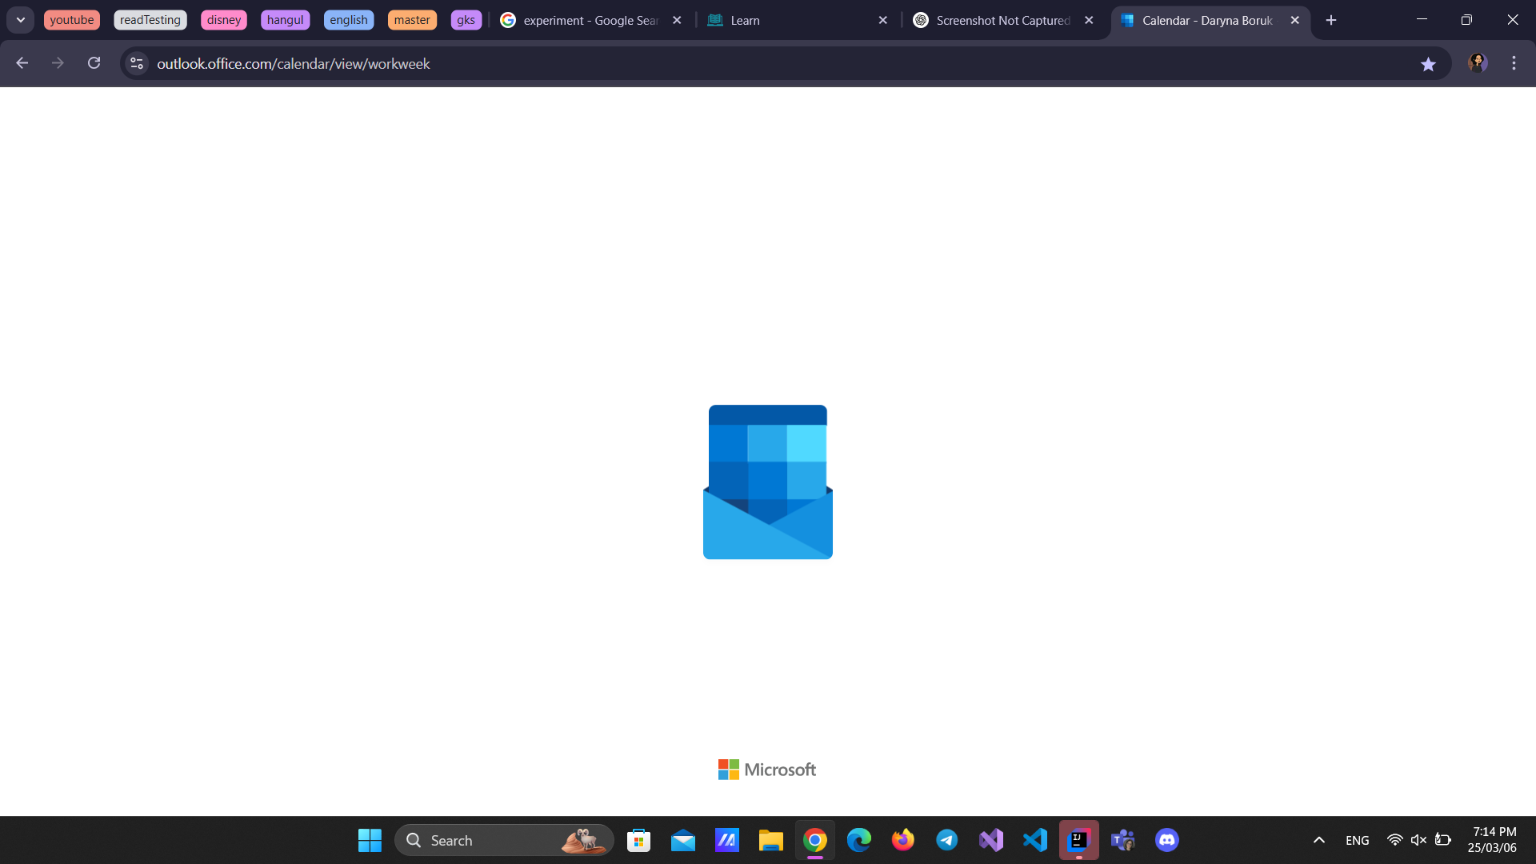 youtube
readTesting
disney
hangul
english
master
gks
experiment - Google Sear
Learn
Screenshot Not Captured
Calendar - Daryna Boruk
outlook.office.com/calendar/view/workweek
Microsoft
Search
ENG
7:14 PM
25/03/06